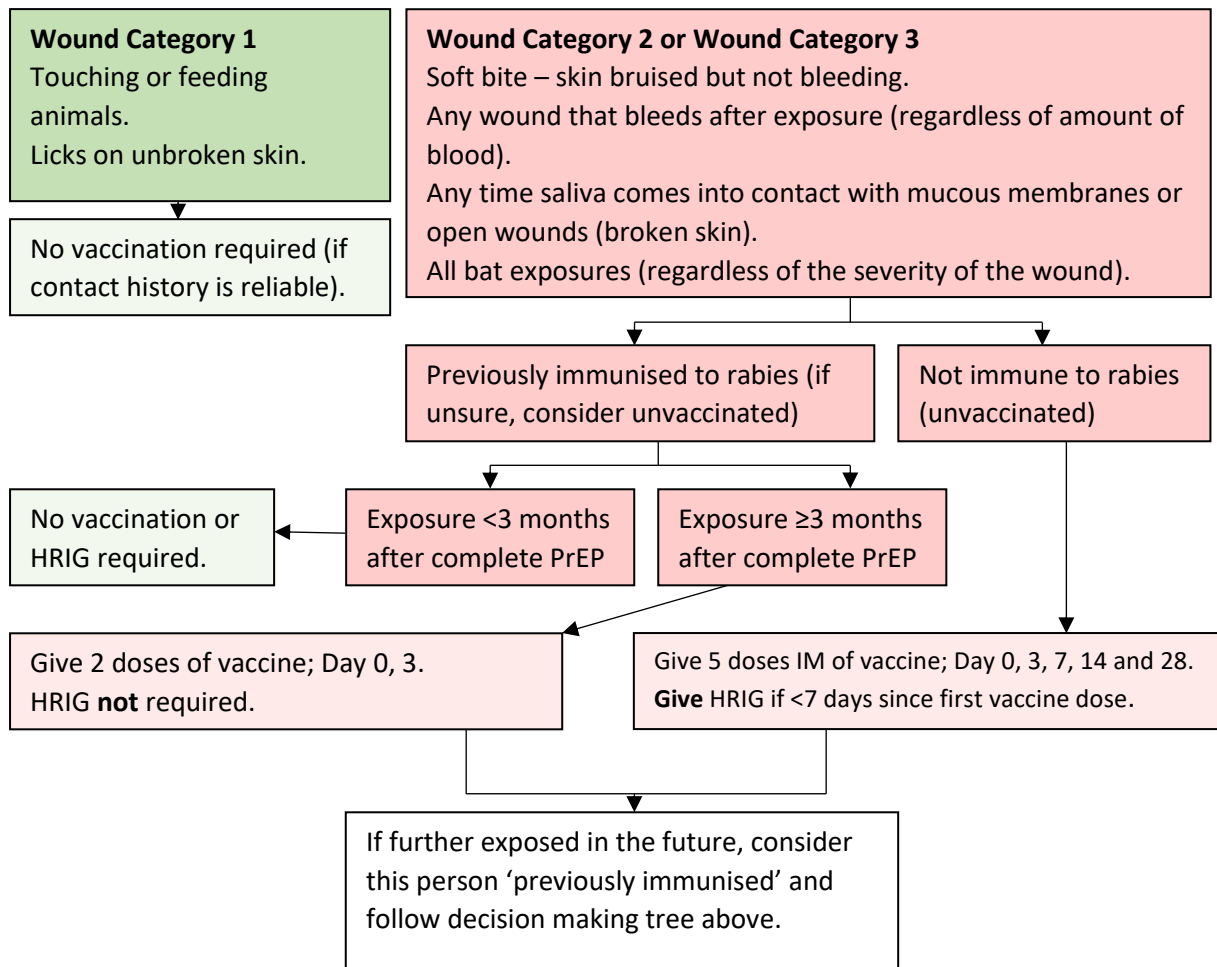 Wound Category 1
Touching or feeding
animals.
Licks on unbroken skin.
No vaccination required (if
contact history is reliable).
Wound Category 2 or Wound Category 3
Soft bite – skin bruised but not bleeding.
Any wound that bleeds after exposure (regardless of amount of
blood).
Any time saliva comes into contact with mucous membranes or
open wounds (broken skin).
All bat exposures (regardless of the severity of the wound).
Previously immunised to rabies (if
unsure, consider unvaccinated)
Not immune to rabies
(unvaccinated)
No vaccination or
HRIG required.
Exposure <3 months
after complete PrEP
Exposure ≥3 months
after complete PrEP
Give 2 doses of vaccine; Day 0, 3.
HRIG not required.
Give 5 doses IM of vaccine; Day 0, 3, 7, 14 and 28.
Give HRIG if <7 days since first vaccine dose.
If further exposed in the future, consider
this person ‘previously immunised’ and
follow decision making tree above.